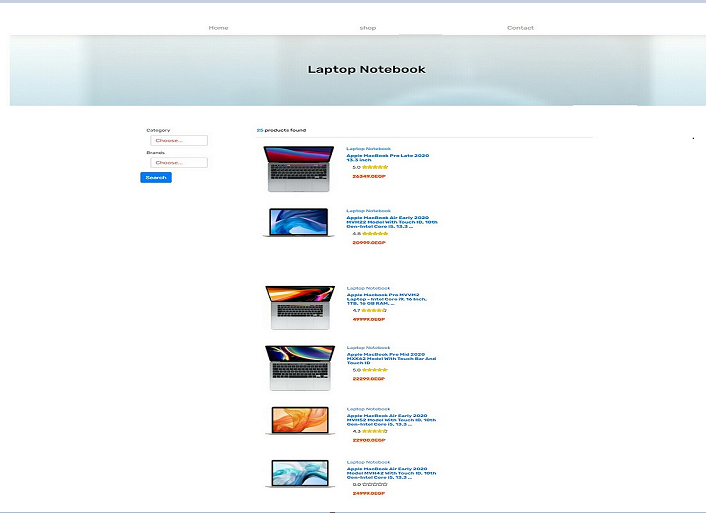 Home shop Contact
Laptop Notebook
Category
Choose...
Brands
Choose...
Search
25 products found
Laptop Notebook
Apple MacBook Pro Late 2020
13.3 inch
5.0
26349.0EGP
Laptop Notebook
Apple MacBook Air Early 2020
MVH22 Model With Touch ID, 10th
Gen-Intel Core i5, 13.3 ...
4.8
20999.0EGP
Laptop Notebook
Apple Macbook Pro MVVM2
Laptop - Intel Core i9, 16 Inch,
1TB, 16 GB RAM, ...
4.7
49999.0EGP
Laptop Notebook
Apple MacBook Pro Mid 2020
MXK62 Model With Touch Bar And
Touch ID
5.0
22299.0EGP
Laptop Notebook
Apple MacBook Air Early 2020
MVH52 Model With Touch ID, 10th
Gen-Intel Core i5, 13.3 ...
4.3
22900.0EGP
Laptop Notebook
Apple MacBook Air Early 2020
Model MVH42 With Touch ID, 10th
Gen-Intel Core i5, 13.3 ...
0.0
24999.0EGP